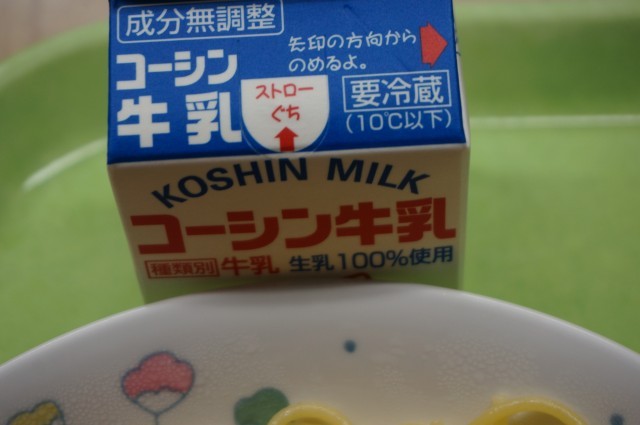 成分無調整
矢印の方向から
のめるよ。
コーシン
牛乳
ストロー
ぐち
要冷蔵
(10℃以下)
KOSHIN MILK
コーシン牛乳
種類別 牛乳 生乳100%使用